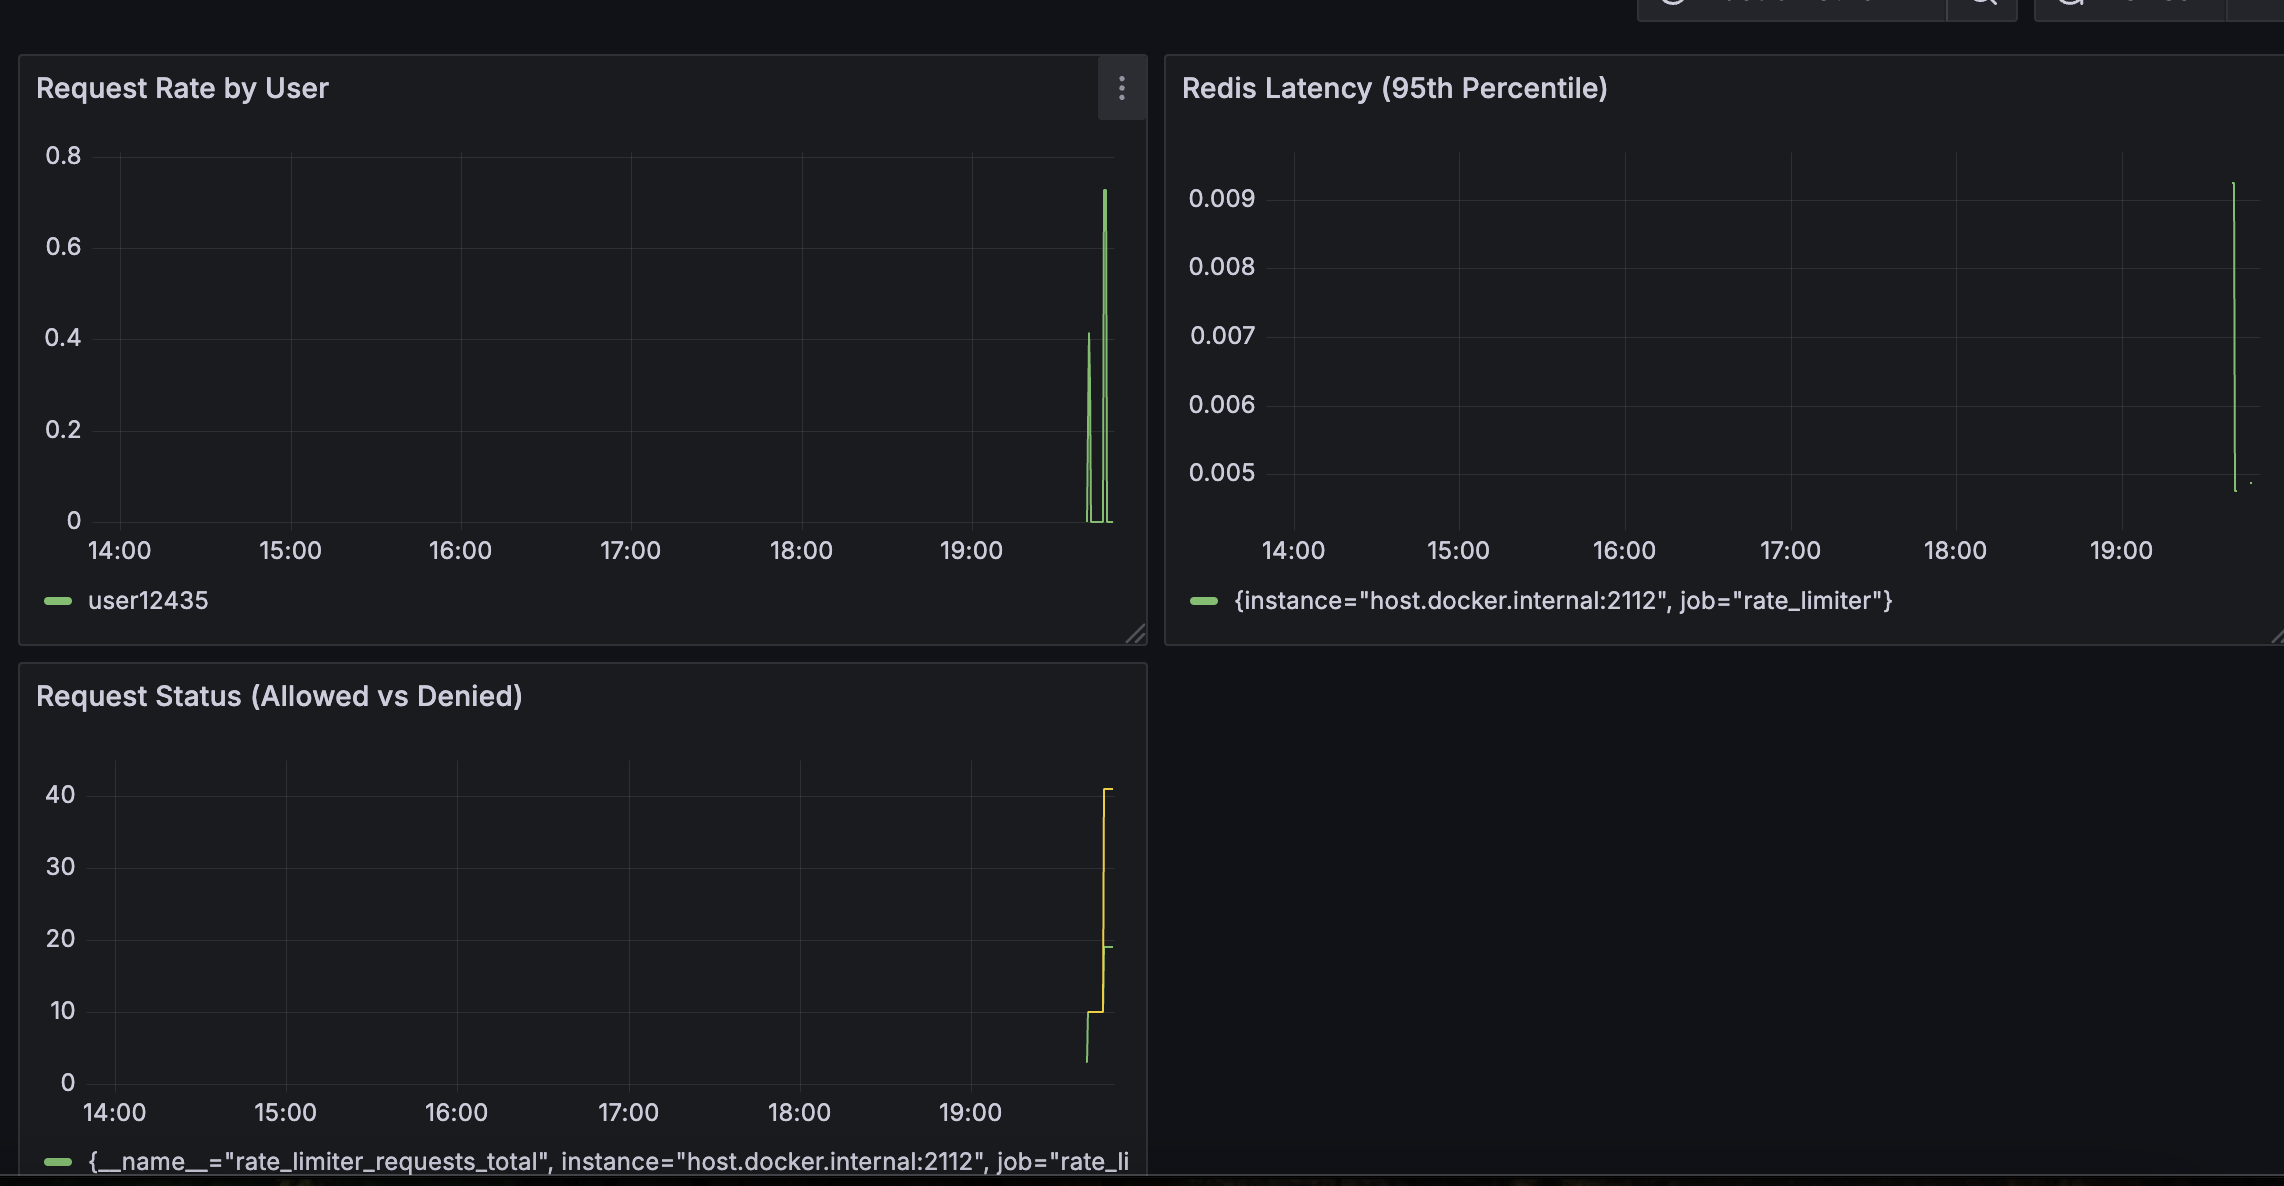 Request Rate by User
0.8
0.6
0.4
0.2
0
14:00 15:00 16:00 17:00 18:00 19:00
user12435
Redis Latency (95th Percentile)
0.009
0.008
0.007
0.006
0.005
14:00 15:00 16:00 17:00 18:00 19:00
{instance="host.docker.internal:2112", job="rate_limiter"}
Request Status (Allowed vs Denied)
40
30
20
10
0
14:00 15:00 16:00 17:00 18:00 19:00
{__name__="rate_limiter_requests_total", instance="host.docker.internal:2112", job="rate_li